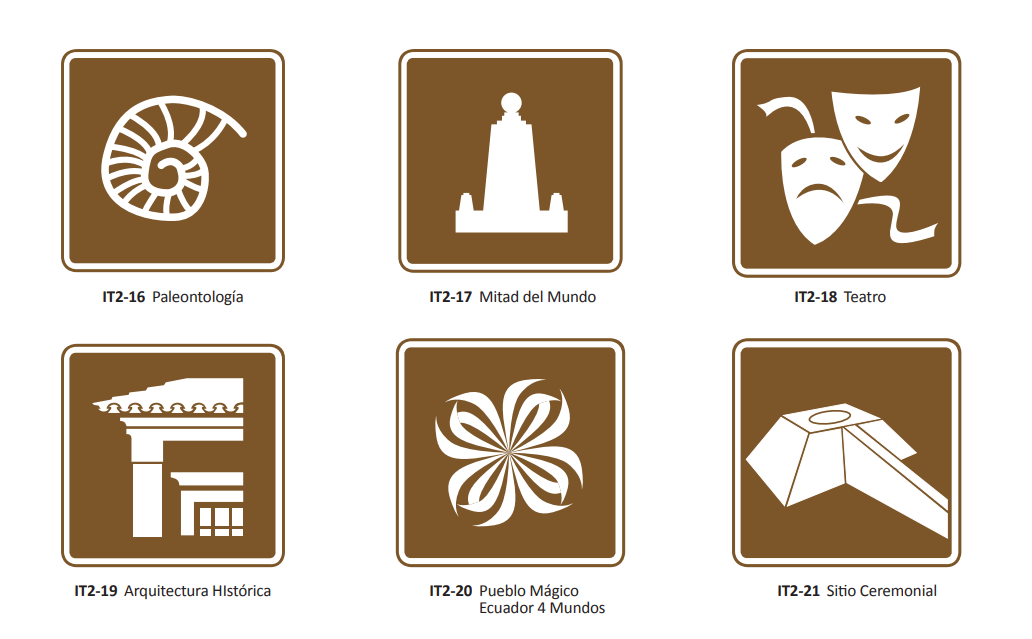 IT2-16 Paleontología
IT2-17 Mitad del Mundo
IT2-18 Teatro
IT2-19 Arquitectura HIstórica
IT2-20 Pueblo Mágico
Ecuador 4 Mundos
IT2-21 Sitio Ceremonial